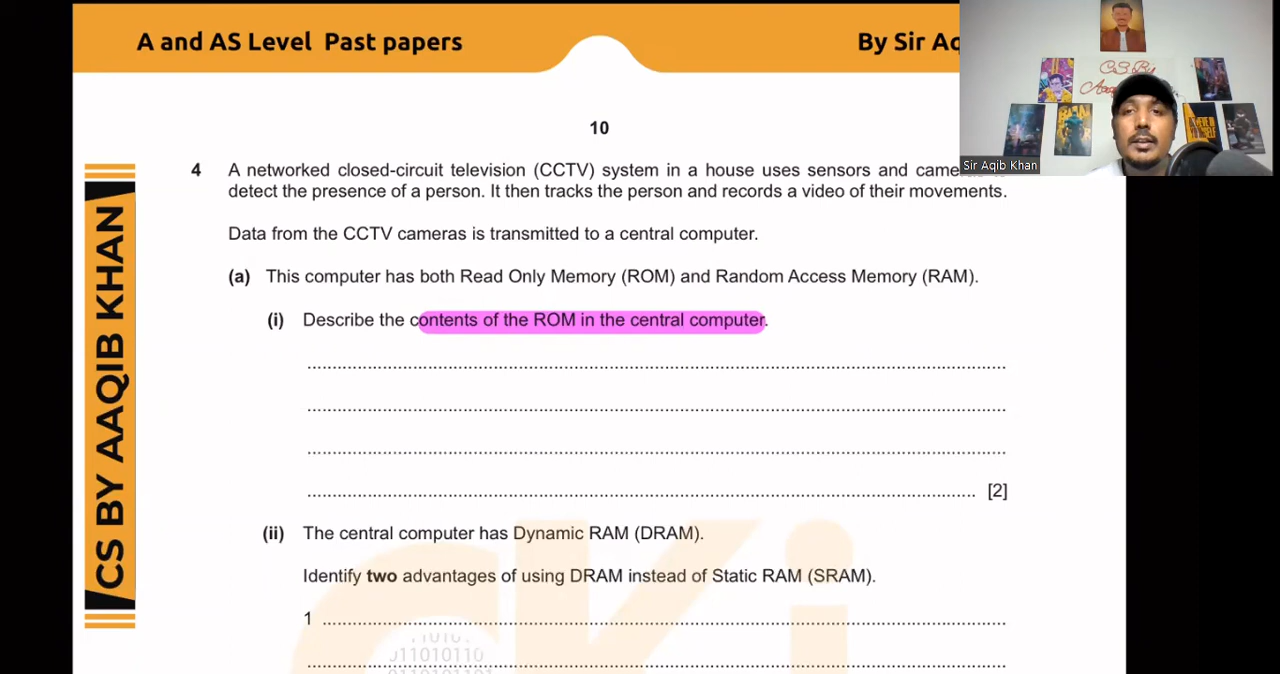 A and AS Level Past papers
By Sir Aq
Sir Aqib Khan
CS BY AAQIB KHAN
10
4 A networked closed-circuit television (CCTV) system in a house uses sensors and
detect the presence of a person. It then tracks the person and records a video of their movements.
Data from the CCTV cameras is transmitted to a central computer.
(a) This computer has both Read Only Memory (ROM) and Random Access Memory (RAM).
(i) Describe the contents of the ROM in the central computer.
[2]
(ii) The central computer has Dynamic RAM (DRAM).
Identify two advantages of using DRAM instead of Static RAM (SRAM).
1